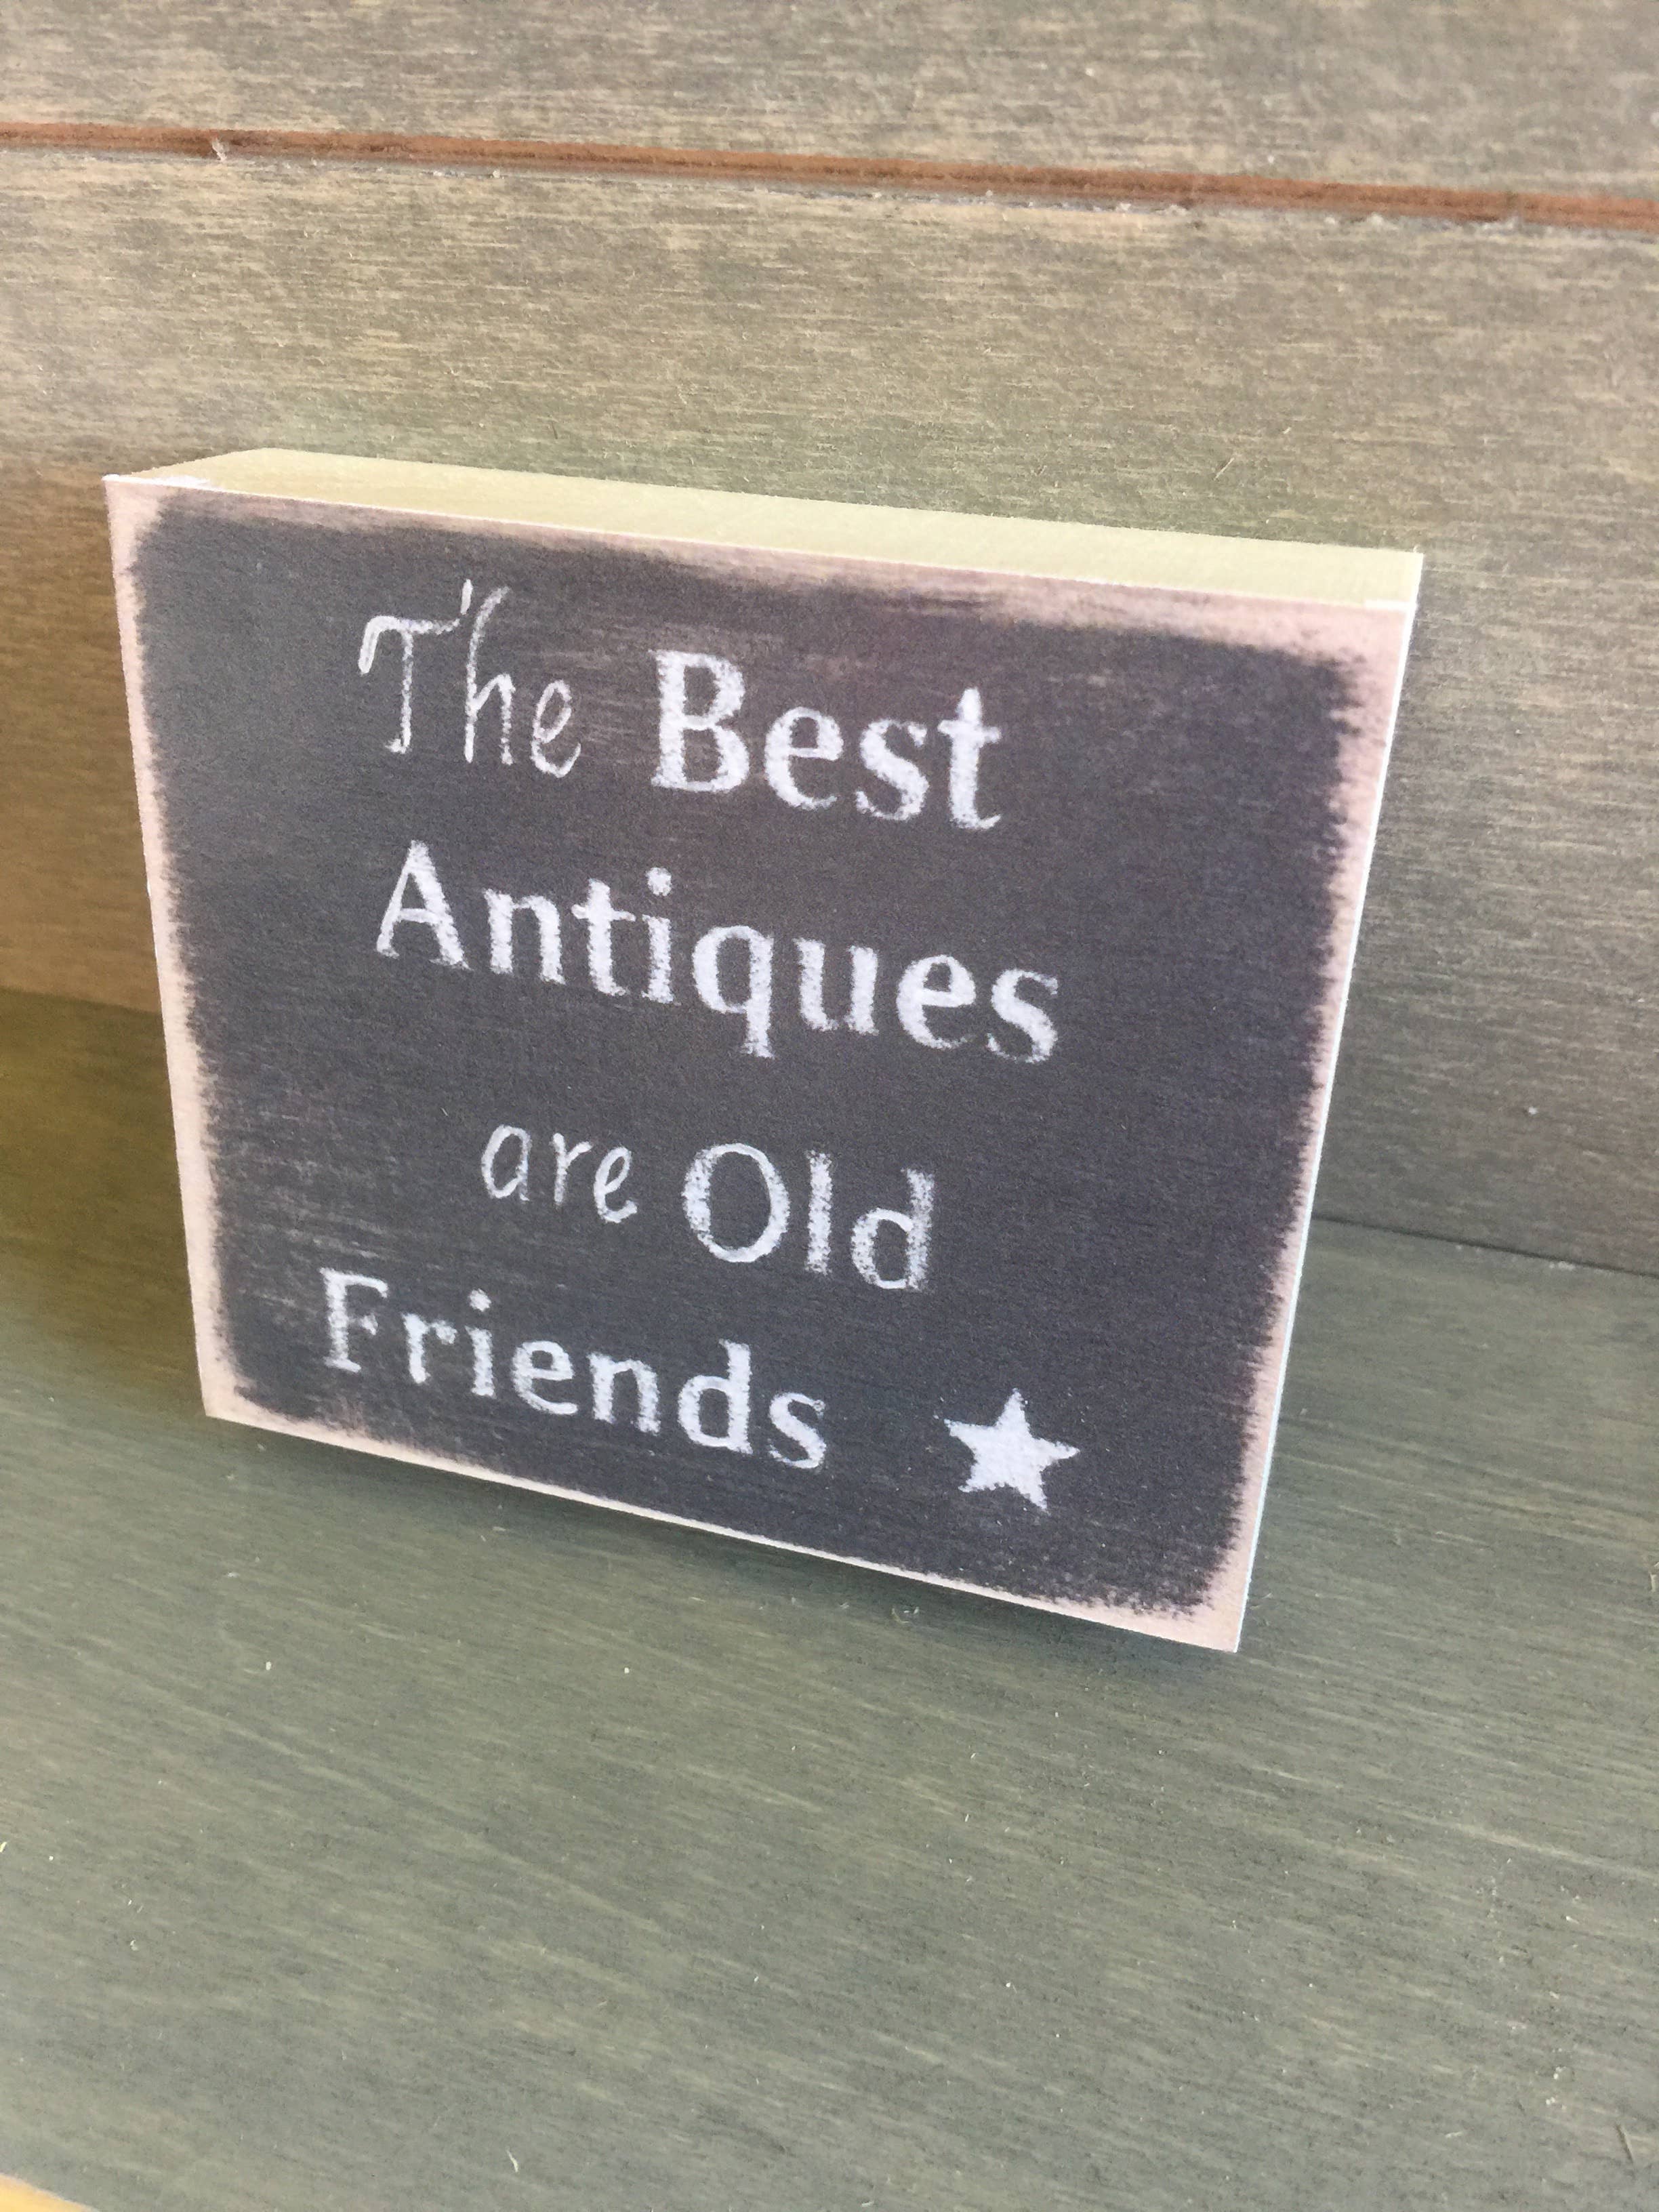 The Best
Antiques
are Old
Friends